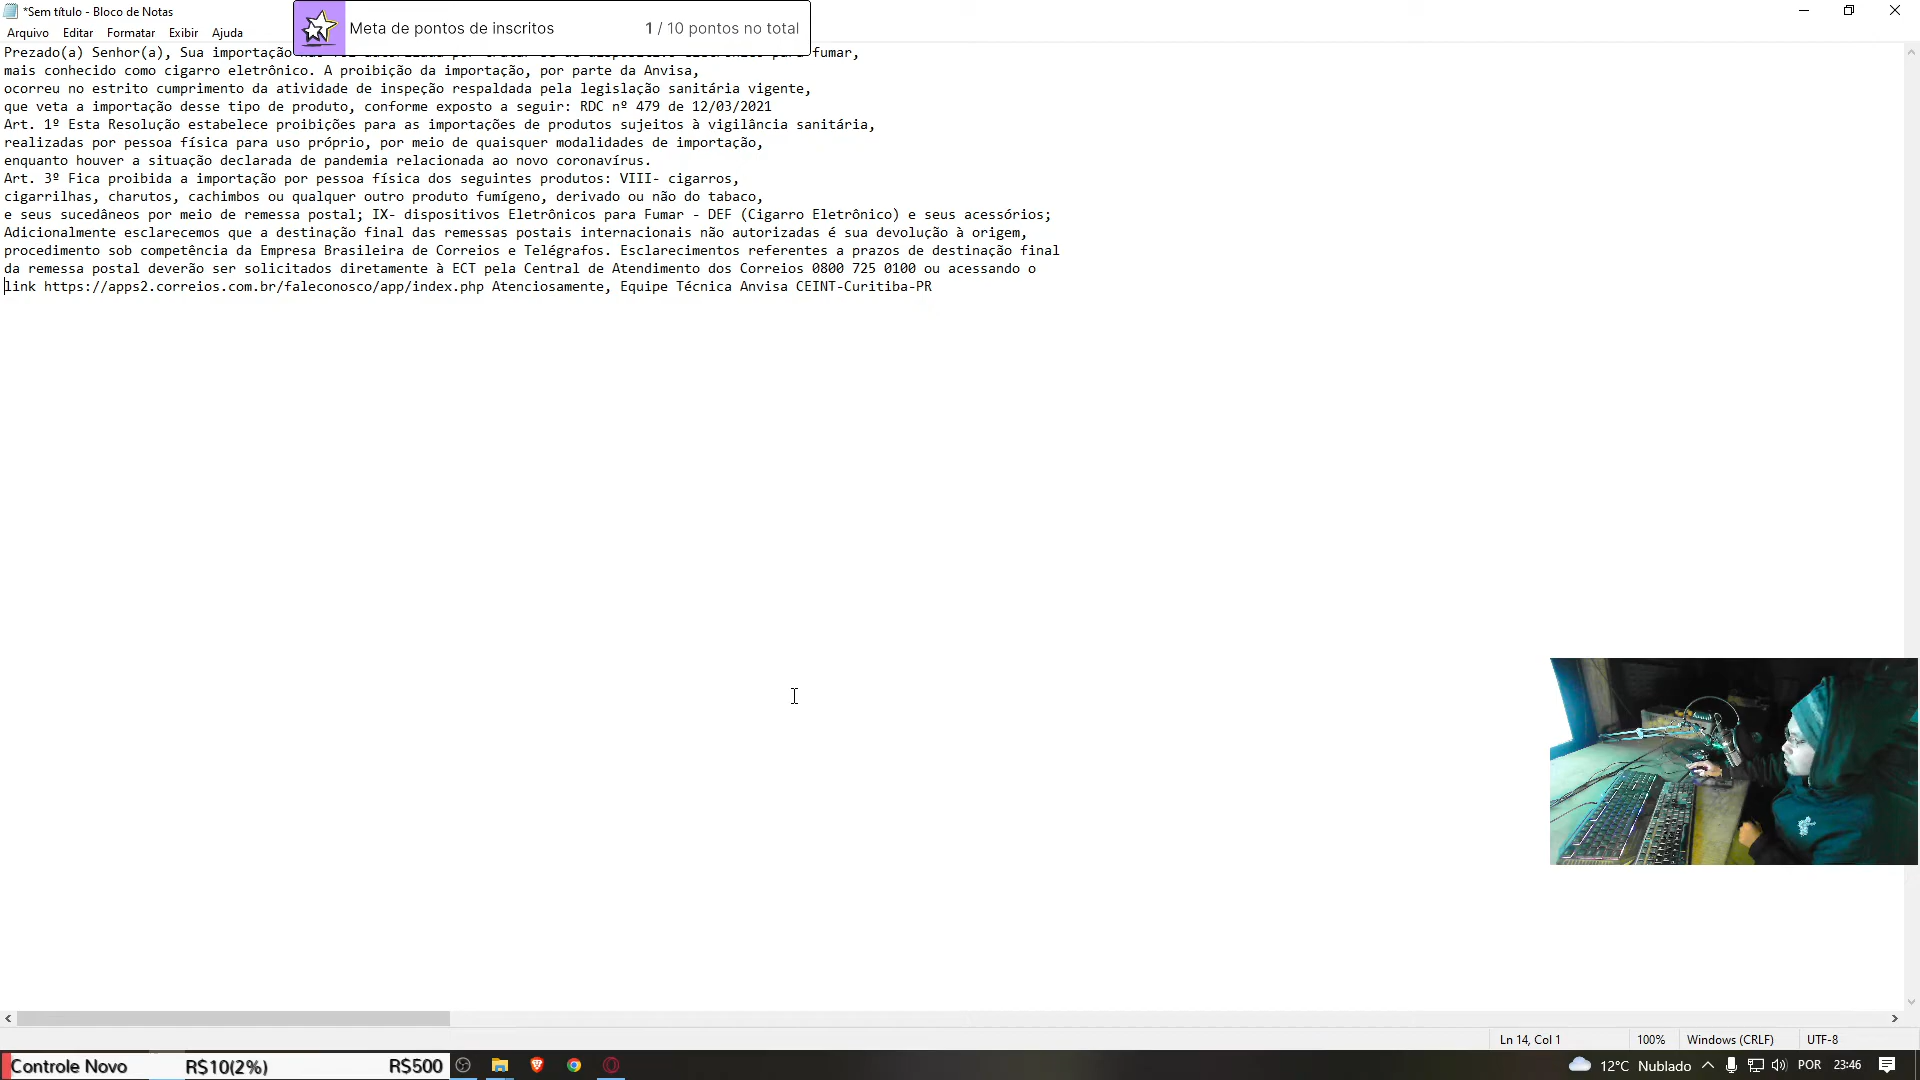 *Sem título - Bloco de Notas
Meta de pontos de inscritos 1 / 10 pontos no total
Arquivo Editar Formatar Exibir Ajuda
Prezado(a) Senhor(a), Sua importação fumar,
mais conhecido como cigarro eletrônico. A proibição da importação, por parte da Anvisa,
ocorreu no estrito cumprimento da atividade de inspeção respaldada pela legislação sanitária vigente,
que veta a importação desse tipo de produto, conforme exposto a seguir: RDC nº 479 de 12/03/2021
Art. 1º Esta Resolução estabelece proibições para as importações de produtos sujeitos à vigilância sanitária,
realizadas por pessoa física para uso próprio, por meio de quaisquer modalidades de importação,
enquanto houver a situação declarada de pandemia relacionada ao novo coronavírus.
Art. 3º Fica proibida a importação por pessoa física dos seguintes produtos: VIII- cigarros,
cigarrilhas, charutos, cachimbos ou qualquer outro produto fumígeno, derivado ou não do tabaco,
e seus sucedâneos por meio de remessa postal; IX- dispositivos Eletrônicos para Fumar - DEF (Cigarro Eletrônico) e seus acessórios;
Adicionalmente esclarecemos que a destinação final das remessas postais internacionais não autorizadas é sua devolução à origem,
procedimento sob competência da Empresa Brasileira de Correios e Telégrafos. Esclarecimentos referentes a prazos de destinação final
da remessa postal deverão ser solicitados diretamente à ECT pela Central de Atendimento dos Correios 0800 725 0100 ou acessando o
link https://apps2.correios.com.br/faleconosco/app/index.php Atenciosamente, Equipe Técnica Anvisa CEINT-Curitiba-PR
Ln 14, Col 1 100% Windows (CRLF) UTF-8
Controle Novo R$10(2%) R$500 12°C Nublado POR 23:46